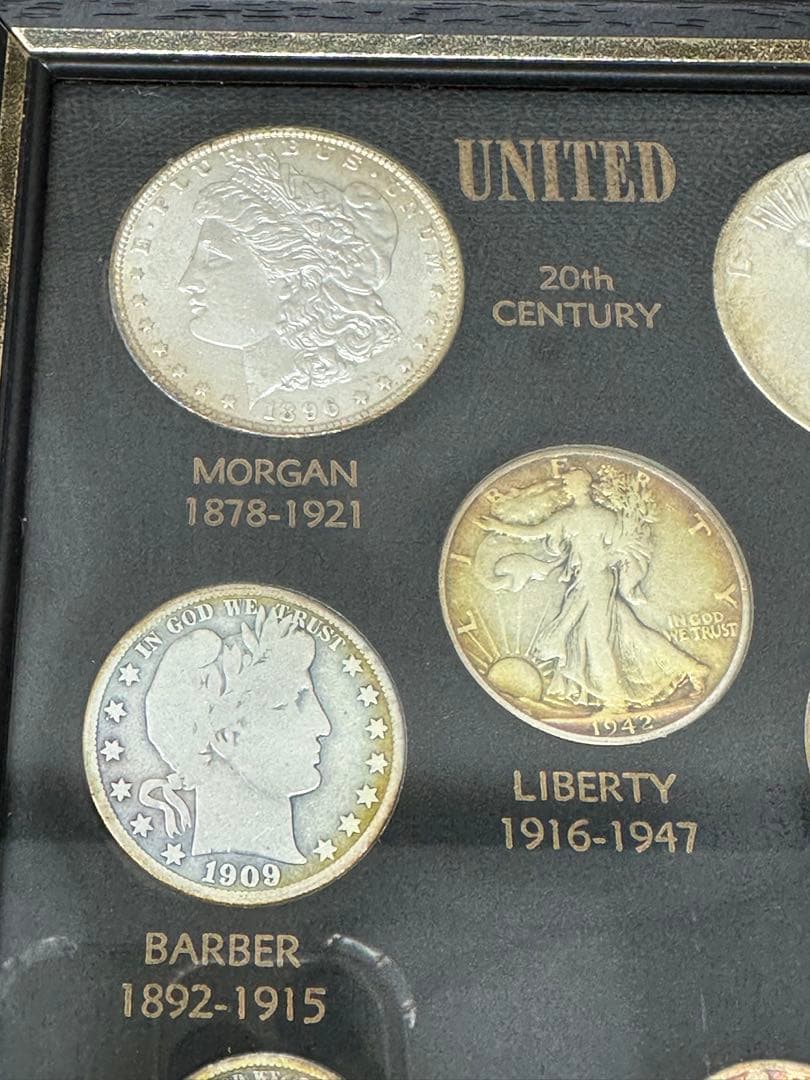 UNITED
20th
CENTURY
E·PLURIBUS·UNUM
MORGAN
1878-1921
LIBERTY
IN GOD
WE TRUST
1942
LIBERTY
1916-1947
IN GOD WE TRUST
1909
BARBER
1892-1915